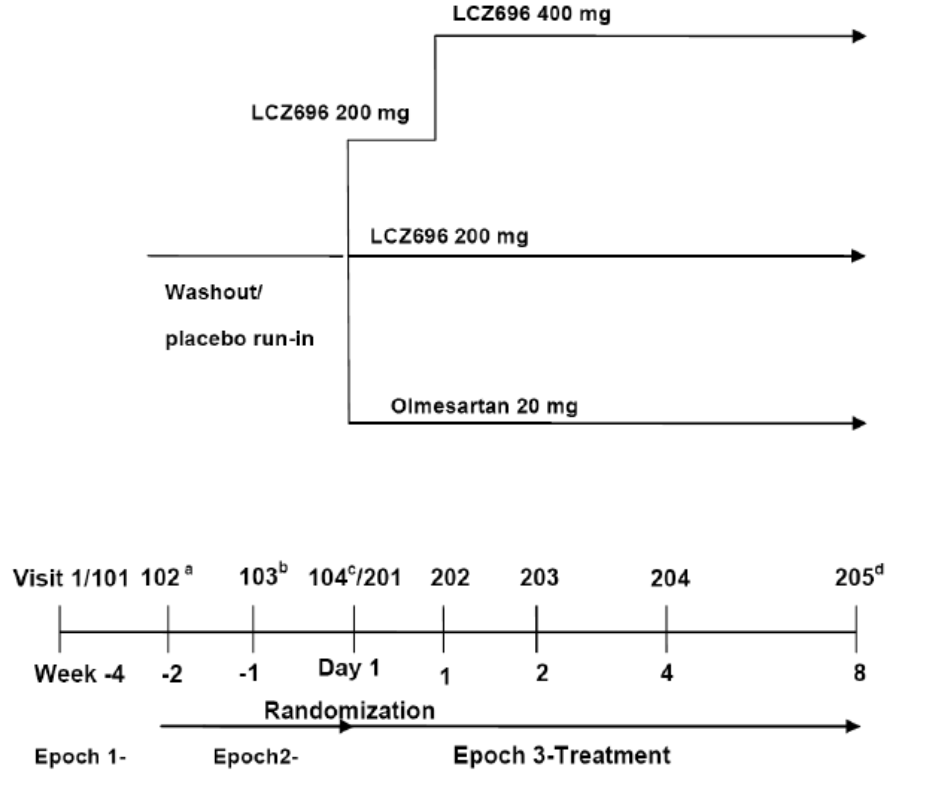 LCZ696 400 mg
LCZ696 200 mg
LCZ696 200 mg
Washout/
placebo run-in
Olmesartan 20 mg
Visit 1/101 102 a 103b 104c/201 202 203 204 205d
Week -4 -2 -1 Day 1 1 2 4 8
Randomization
Epoch 1- Epoch2- Epoch 3-Treatment